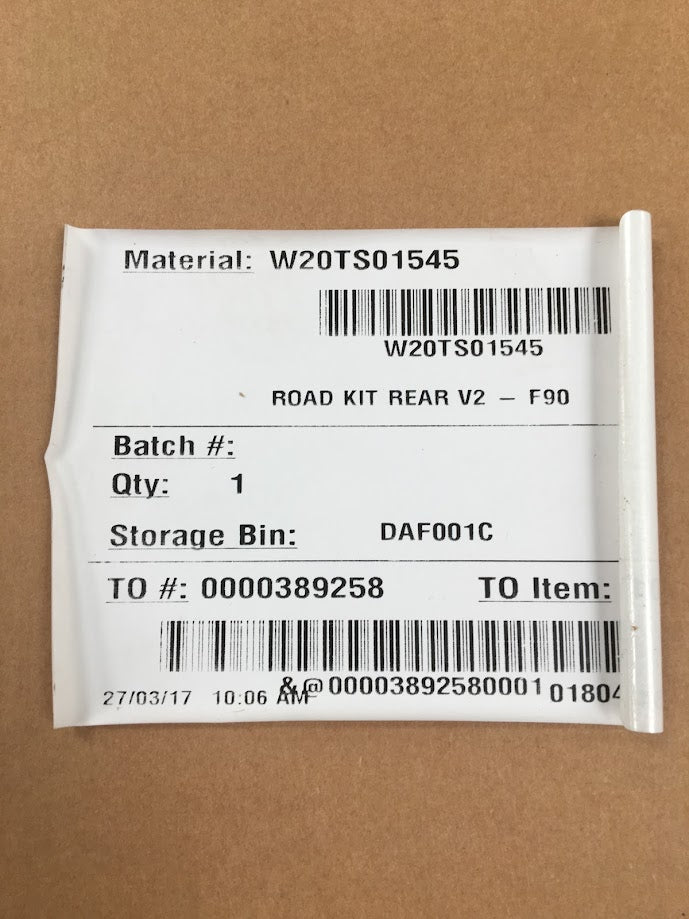 Material: W20TS01545
W20TS01545
ROAD KIT REAR V2 – F90
Batch #:
Qty: 1
Storage Bin: DAF001C
TO #: 0000389258 TO Item:
&@00003892580001
27/03/17 10:06 AM 01804